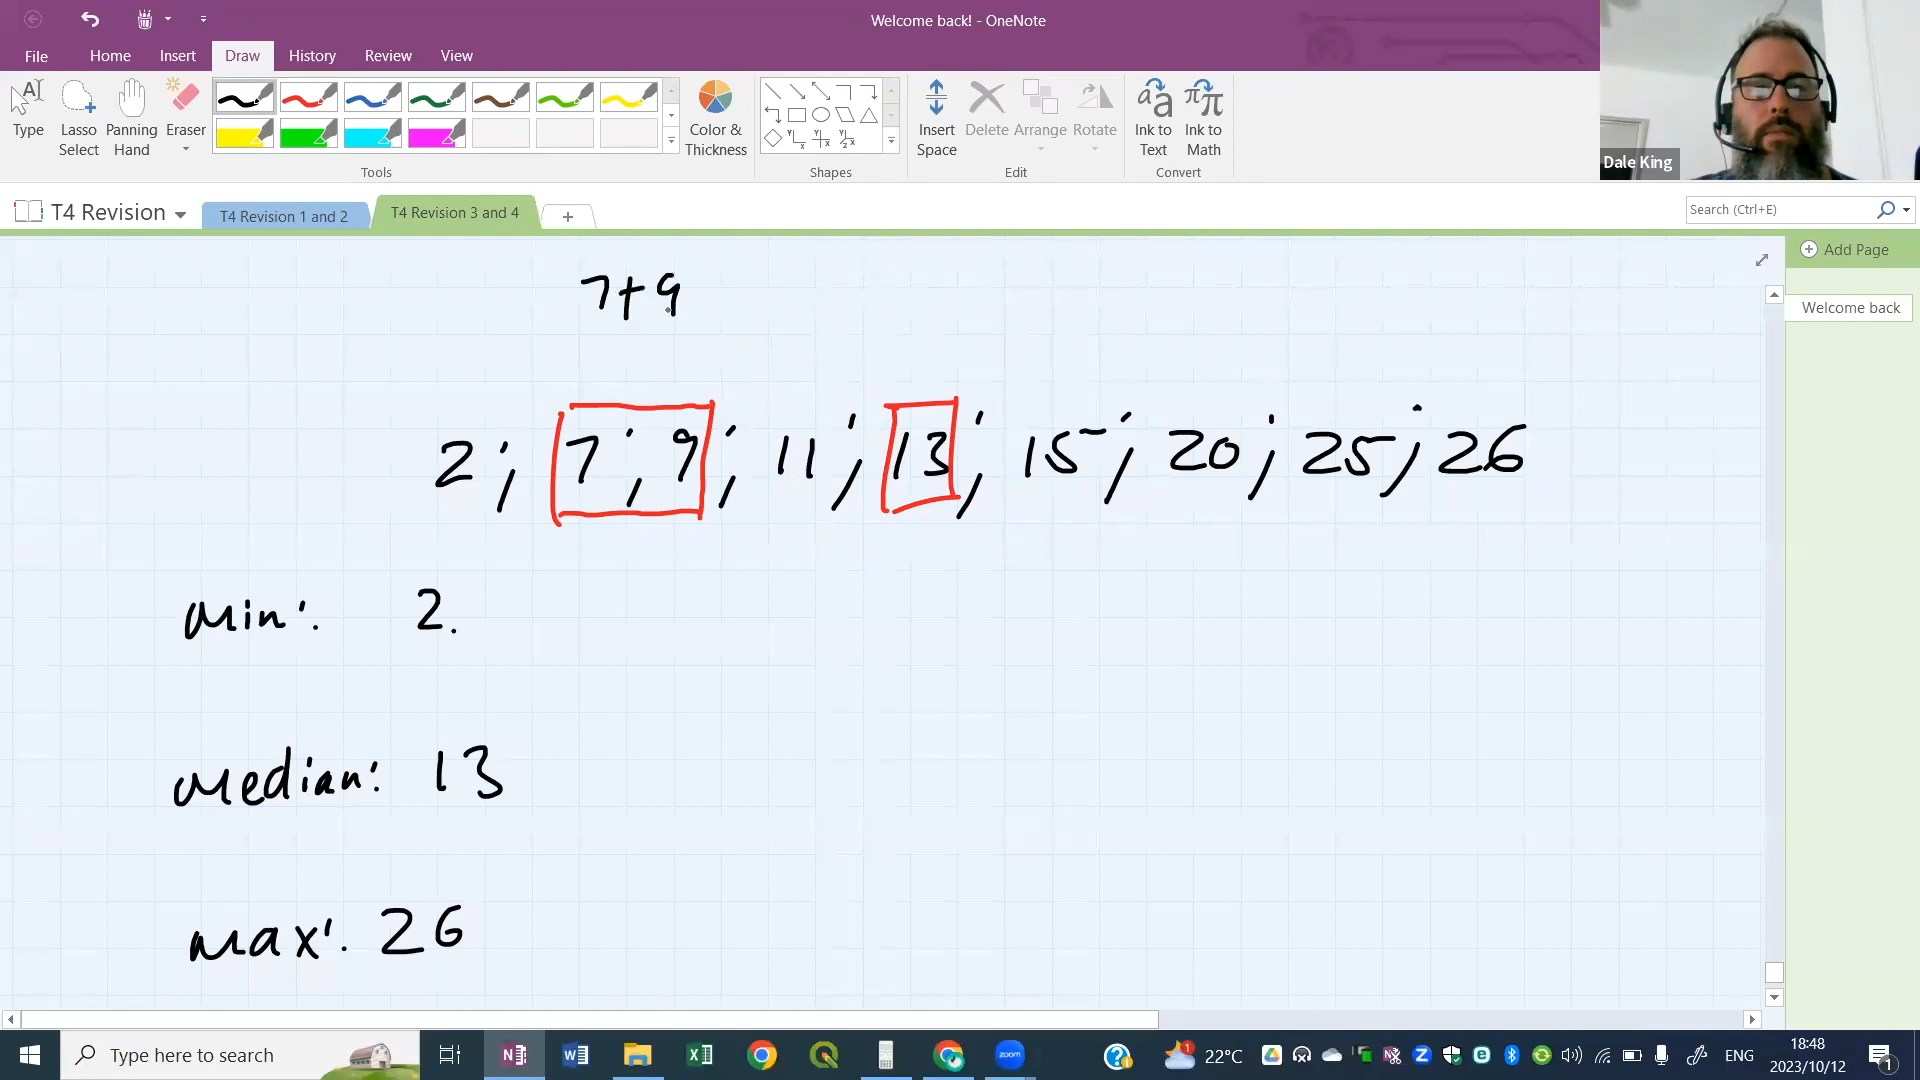 Welcome back! - OneNote
File Home Insert Draw History Review View
Type
Lasso Select
Panning Hand
Eraser
Color & Thickness
Insert Space
Delete
Arrange
Rotate
Ink to Text
Ink to Math
Tools
Shapes
Edit
Convert
Dale King
T4 Revision
T4 Revision 1 and 2
T4 Revision 3 and 4
Search (Ctrl+E)
Add Page
Welcome back
7+9
2; 7; 9; 11; 13; 15; 20; 25; 26
min: 2.
median: 13
max: 26
Type here to search
zoom
22°C
ENG
18:48
2023/10/12
1